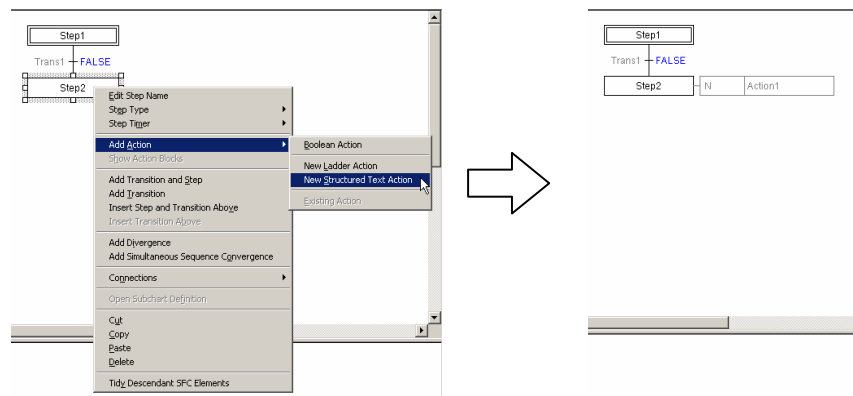 Step1
Trans1 FALSE
Step2
Edit Step Name
Step Type
Step Timer
Add Action
Show Action Blocks
Add Transition and Step
Add Transition
Insert Step and Transition Above
Insert Transition Above
Add Divergence
Add Simultaneous Sequence Convergence
Connections
Open Subchart Definition
Cut
Copy
Paste
Delete
Tidy Descendant SFC Elements
Boolean Action
New Ladder Action
New Structured Text Action
Existing Action
Step1
Trans1 FALSE
Step2 N Action1